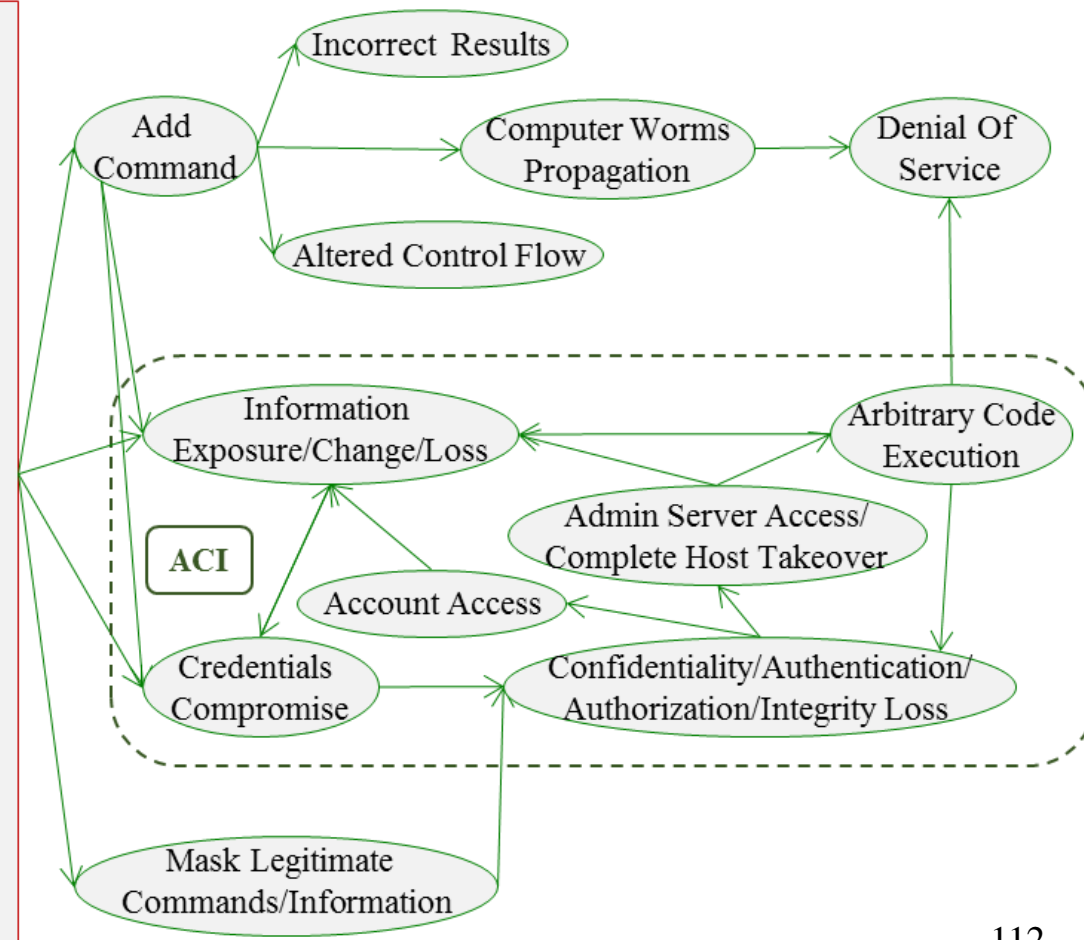 Incorrect Results
Add
Command
Computer Worms
Propagation
Denial Of
Service
Altered Control Flow
Information
Exposure/Change/Loss
Arbitrary Code
Execution
Admin Server Access/
Complete Host Takeover
ACI
Account Access
Credentials
Compromise
Confidentiality/Authentication/
Authorization/Integrity Loss
Mask Legitimate
Commands/Information
112